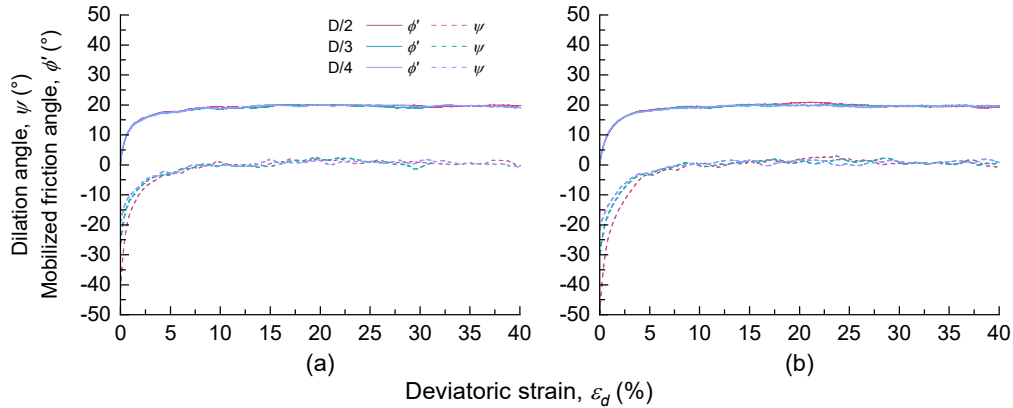 Dilation angle, ψ (°)
Mobilized friction angle, ϕ′ (°)
50
40
30
20
10
0
-10
-20
-30
-40
-50
D/2 ϕ′ ψ
D/3 ϕ′ ψ
D/4 ϕ′ ψ
0 5 10 15 20 25 30 35 40
(a)
50
40
30
20
10
0
-10
-20
-30
-40
-50
0 5 10 15 20 25 30 35 40
(b)
Deviatoric strain, ε_d (%)